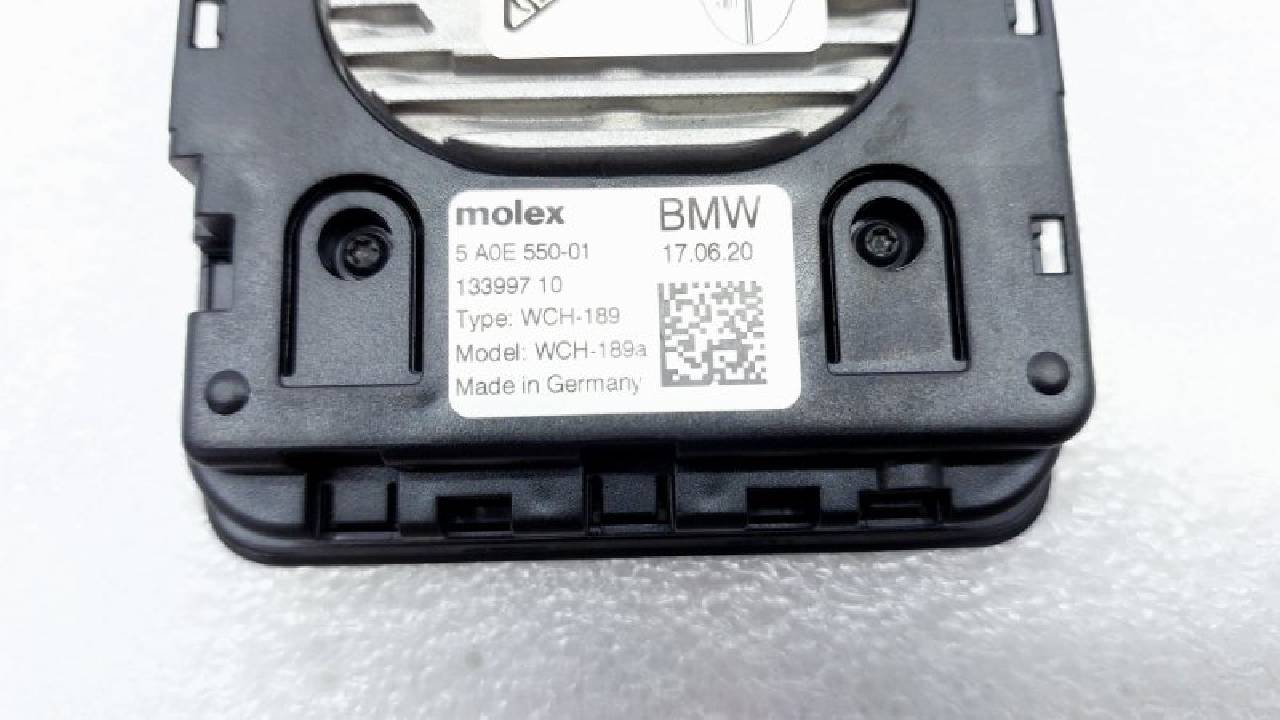 molex BMW
5 A0E 550-01 17.06.20
133997 10
Type: WCH-189
Model: WCH-189a
Made in Germany